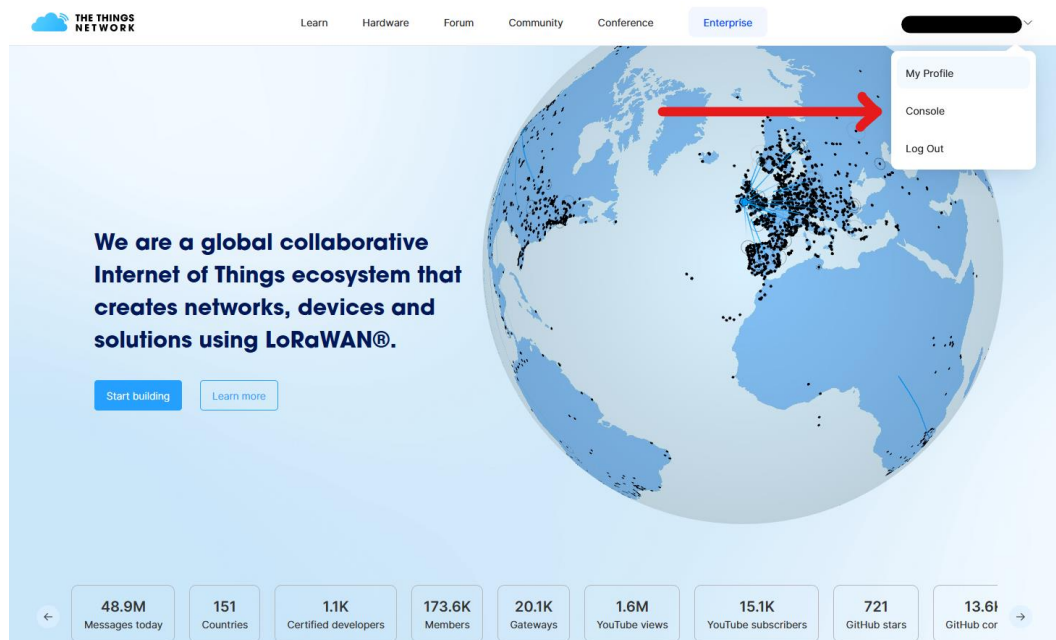 THE THINGS
NETWORK
Learn
Hardware
Forum
Community
Conference
Enterprise
My Profile
Console
Log Out
We are a global collaborative
Internet of Things ecosystem that
creates networks, devices and
solutions using LoRaWAN®.
Start building
Learn more
48.9M
Messages today
151
Countries
1.1K
Certified developers
173.6K
Members
20.1K
Gateways
1.6M
YouTube views
15.1K
YouTube subscribers
721
GitHub stars
GitHub